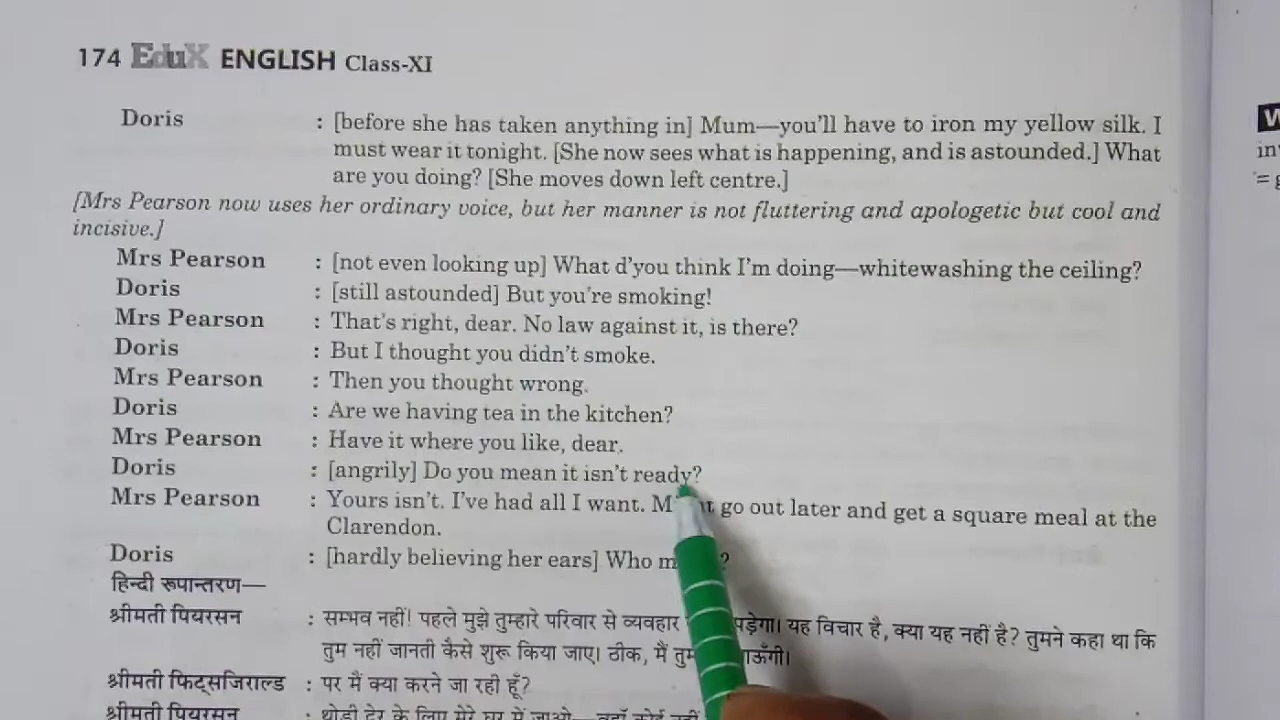 174 EduX ENGLISH Class-XI
Doris : [before she has taken anything in] Mum—you'll have to iron my yellow silk. I
must wear it tonight. [She now sees what is happening, and is astounded.] What
are you doing? [She moves down left centre.]
[Mrs Pearson now uses her ordinary voice, but her manner is not fluttering and apologetic but cool and
incisive.]
Mrs Pearson : [not even looking up] What d'you think I'm doing—whitewashing the ceiling?
Doris : [still astounded] But you're smoking!
Mrs Pearson : That's right, dear. No law against it, is there?
Doris : But I thought you didn't smoke.
Mrs Pearson : Then you thought wrong.
Doris : Are we having tea in the kitchen?
Mrs Pearson : Have it where you like, dear.
Doris : [angrily] Do you mean it isn't ready?
Mrs Pearson : Yours isn't. I've had all I want. go out later and get a square meal at the
Clarendon.
Doris : [hardly believing her ears] Who ?
हिन्दी रूपान्तरण—
श्रीमती पियरसन : सम्भव नहीं! पहले मुझे तुम्हारे परिवार से व्यवहार पड़ेगा। यह विचार है, क्या यह नहीं है? तुमने कहा था कि
तुम नहीं जानती कैसे शुरू किया जाए। ठीक, मैं
श्रीमती फिट्सजिराल्ड : पर मैं क्या करने जा रही हूँ?
श्रीमती पियरसन : थोड़ी देर के लिए मेरे घर में जाओ—